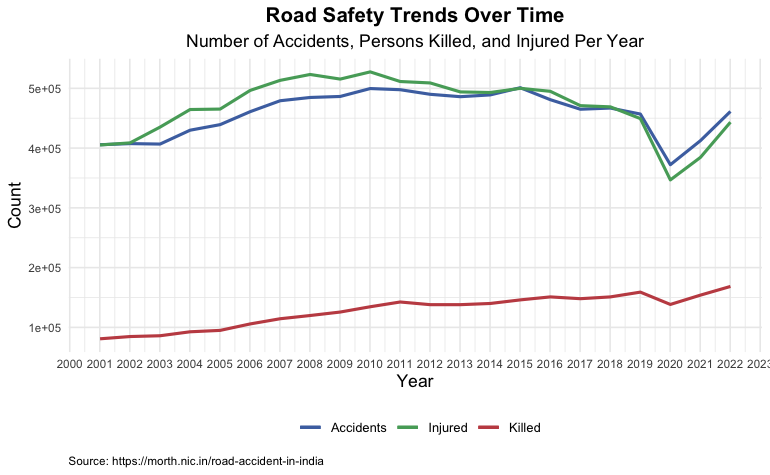 Road Safety Trends Over Time
Number of Accidents, Persons Killed, and Injured Per Year
Count
5e+05
4e+05
3e+05
2e+05
1e+05
2000 2001 2002 2003 2004 2005 2006 2007 2008 2009 2010 2011 2012 2013 2014 2015 2016 2017 2018 2019 2020 2021 2022 2023
Year
Accidents Injured Killed
Source: https://morth.nic.in/road-accident-in-india